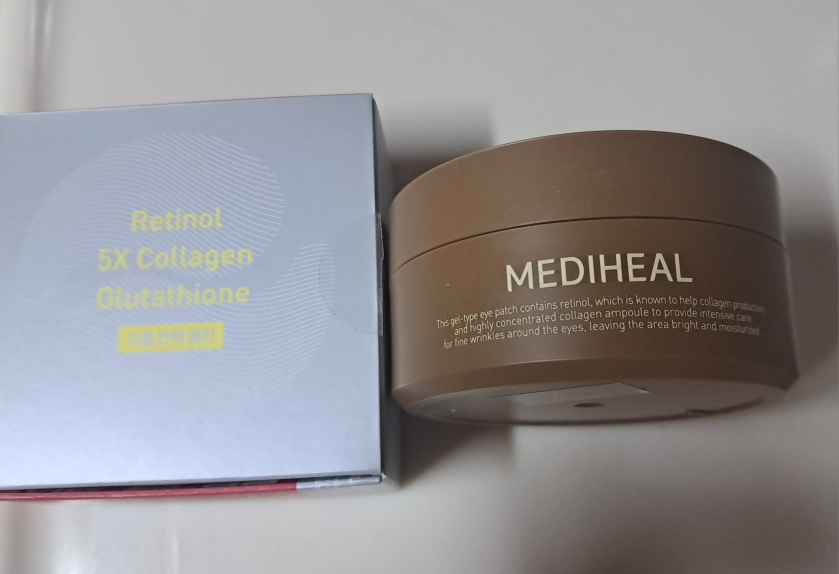 Retinol
5X Collagen
Glutathione
MEDIHEAL
This gel-type eye patch contains retinol, which is known to help collagen production,
and highly concentrated collagen ampoule to provide intensive care
for fine wrinkles around the eyes, leaving the area bright and moisturized.